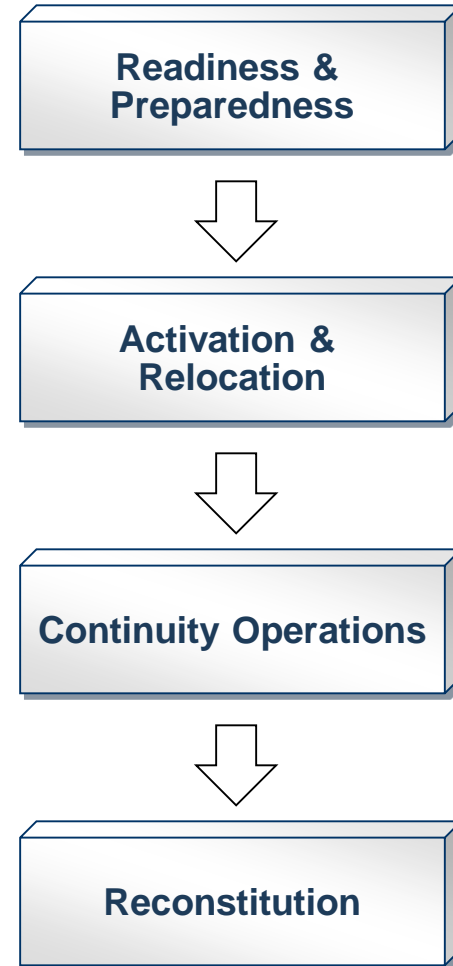 Readiness &
Preparedness
Activation &
Relocation
Continuity Operations
Reconstitution